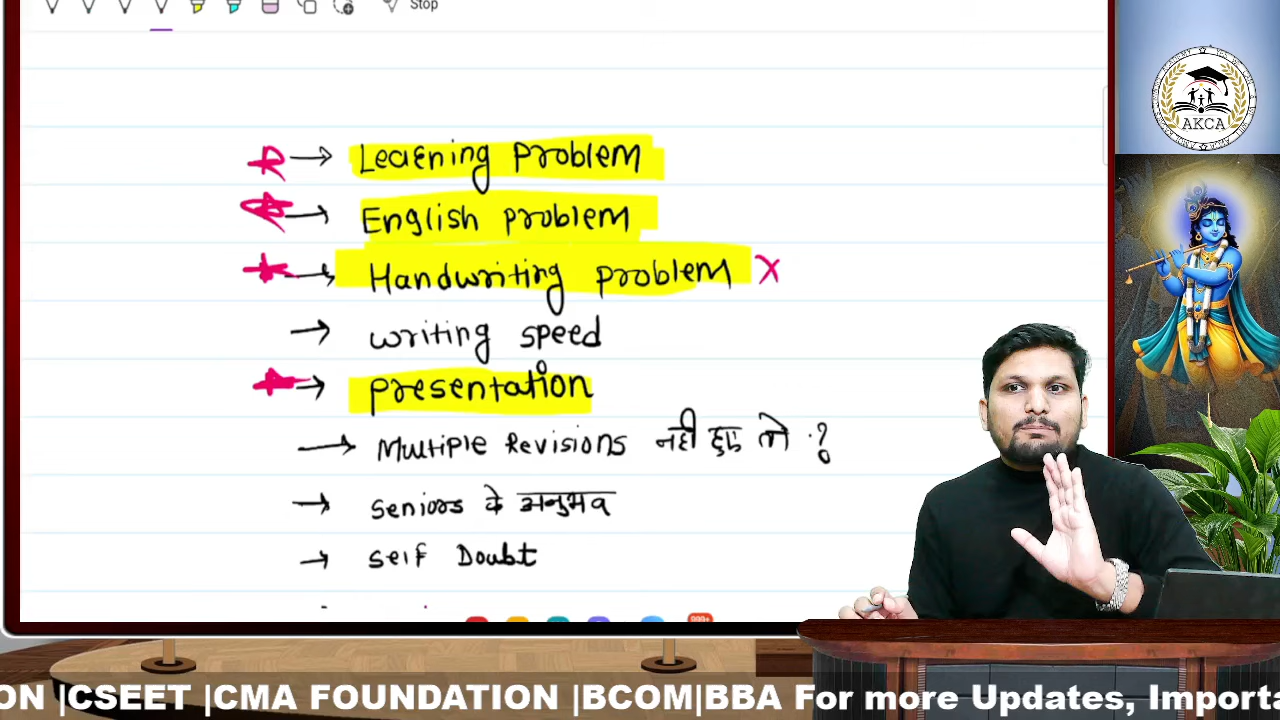 Stop
AKCA
Learning problem
English problem
Handwriting problem X
writing speed
presentation
Multiple Revisions नही हुए तो ?
seniors के अनुभव
self Doubt
999+
ON |CSEET |CMA FOUNDATION |BCOM|BBA For more Updates, Importa